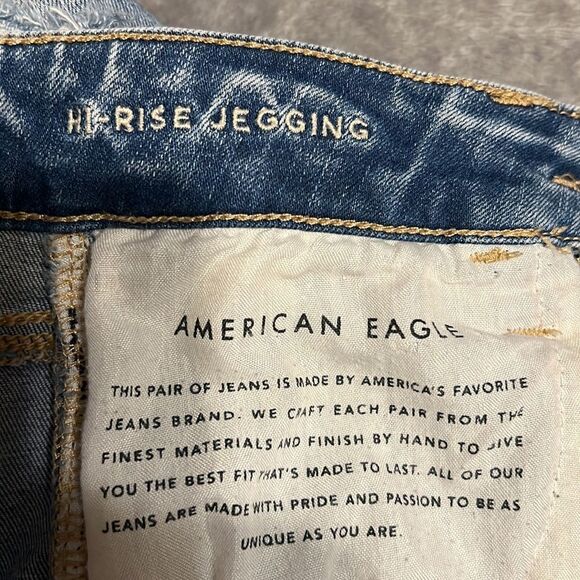 HI-RISE JEGGING
AMERICAN EAGLE
THIS PAIR OF JEANS IS MADE BY AMERICA'S FAVORITE
JEANS BRAND. WE CRAFT EACH PAIR FROM THE
FINEST MATERIALS AND FINISH BY HAND TO GIVE
YOU THE BEST FIT THAT'S MADE TO LAST. ALL OF OUR
JEANS ARE MADE WITH PRIDE AND PASSION TO BE AS
UNIQUE AS YOU ARE.